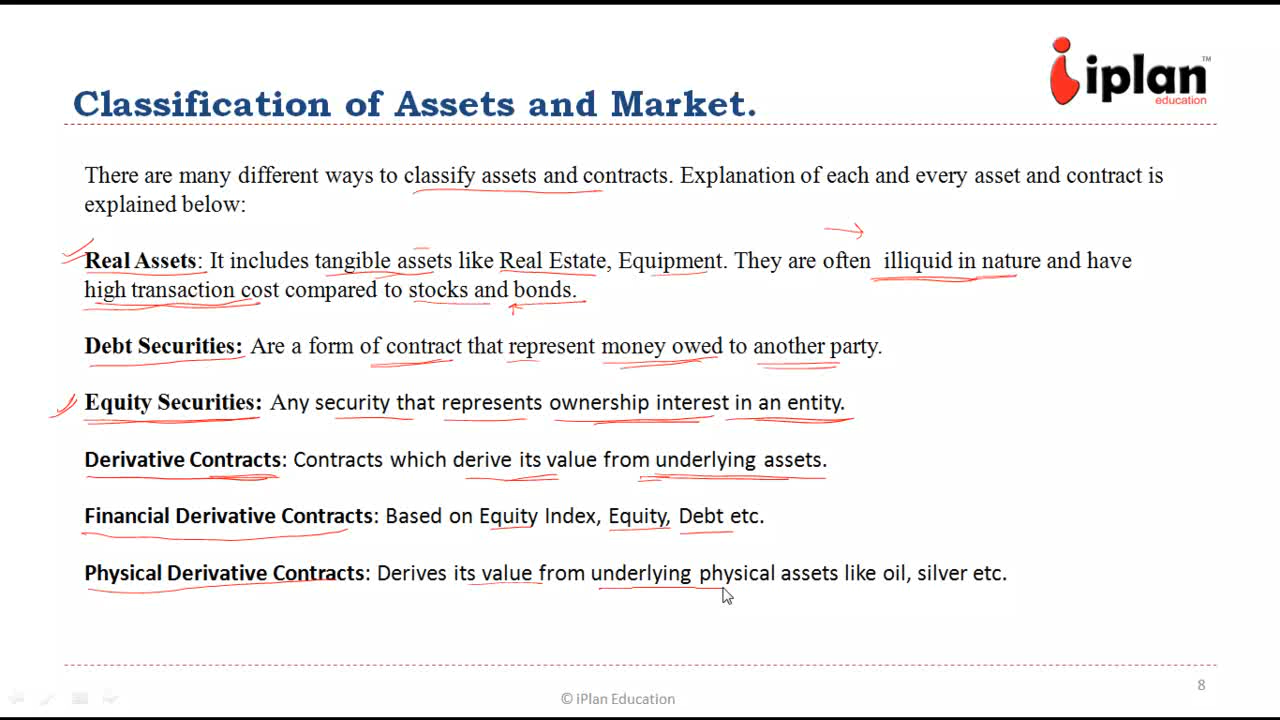 iplan™
education
Classification of Assets and Market.
There are many different ways to classify assets and contracts. Explanation of each and every asset and contract is
explained below:
Real Assets: It includes tangible assets like Real Estate, Equipment. They are often illiquid in nature and have
high transaction cost compared to stocks and bonds.
Debt Securities: Are a form of contract that represent money owed to another party.
Equity Securities: Any security that represents ownership interest in an entity.
Derivative Contracts: Contracts which derive its value from underlying assets.
Financial Derivative Contracts: Based on Equity Index, Equity, Debt etc.
Physical Derivative Contracts: Derives its value from underlying physical assets like oil, silver etc.
© iPlan Education
8